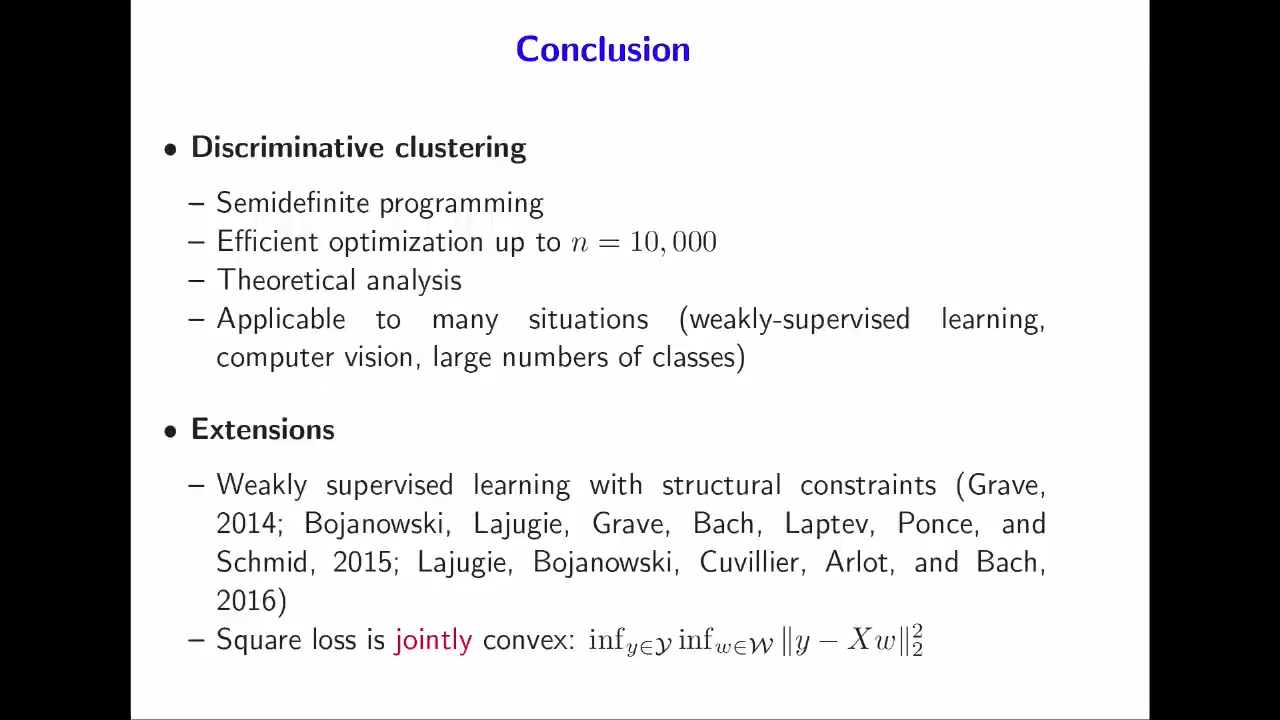 Conclusion
• Discriminative clustering
– Semidefinite programming
– Efficient optimization up to n = 10, 000
– Theoretical analysis
– Applicable to many situations (weakly-supervised learning,
computer vision, large numbers of classes)
• Extensions
– Weakly supervised learning with structural constraints (Grave,
2014; Bojanowski, Lajugie, Grave, Bach, Laptev, Ponce, and
Schmid, 2015; Lajugie, Bojanowski, Cuvillier, Arlot, and Bach,
2016)
– Square loss is jointly convex: inf_{y∈𝒴} inf_{w∈𝒲} ‖y − Xw‖₂²